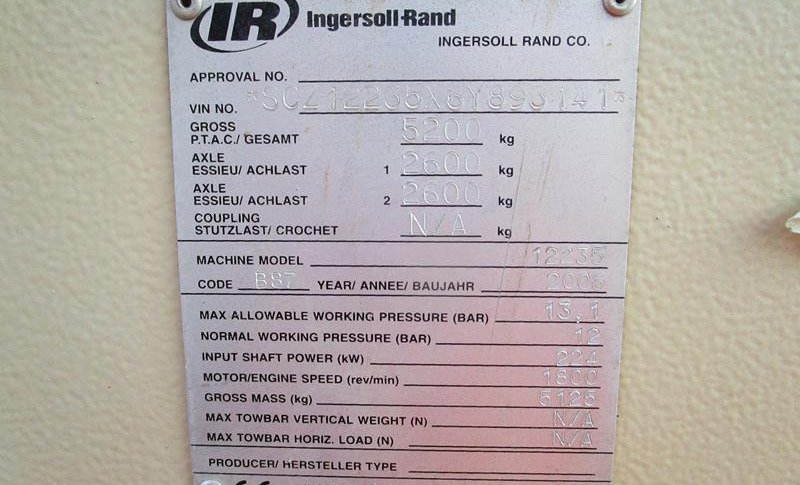 IR Ingersoll-Rand
INGERSOLL RAND CO.
APPROVAL NO.
VIN NO. *SCZ12235X6Y893141*
GROSS
P.T.A.C./ GESAMT 5200 kg
AXLE
ESSIEU/ ACHLAST 1 2600 kg
AXLE
ESSIEU/ ACHLAST 2 2600 kg
COUPLING
STUTZLAST/ CROCHET N/A kg
MACHINE MODEL 12235
CODE B87 YEAR/ ANNEE/ BAUJAHR 2006
MAX ALLOWABLE WORKING PRESSURE (BAR) 13,1
NORMAL WORKING PRESSURE (BAR) 12
INPUT SHAFT POWER (kW) 224
MOTOR/ENGINE SPEED (rev/min) 1800
GROSS MASS (kg) 5125
MAX TOWBAR VERTICAL WEIGHT (N) N/A
MAX TOWBAR HORIZ. LOAD (N) N/A
PRODUCER/ HERSTELLER TYPE